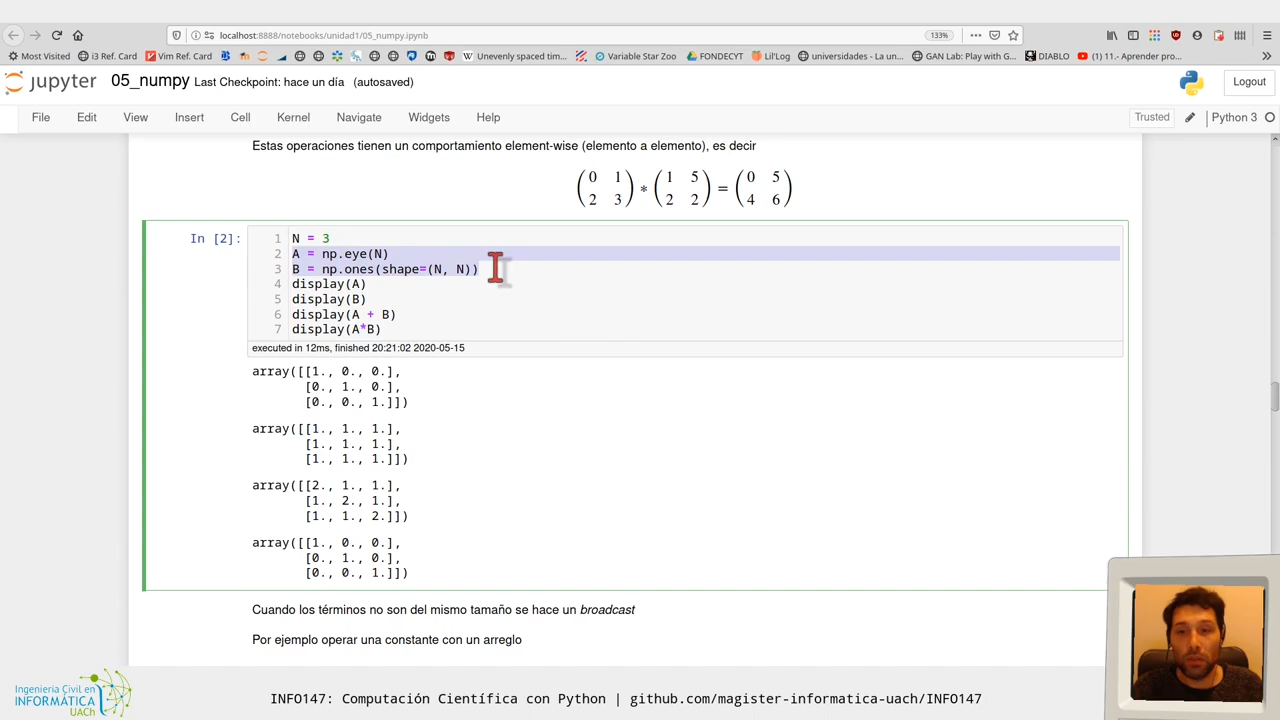 localhost:8888/notebooks/unidad1/05_numpy.ipynb
133%
Most Visited i3 Ref. Card Vim Ref. Card Unevenly spaced tim... Variable Star Zoo FONDECYT Lil'Log universidades - La un... GAN Lab: Play with G... DIABLO (1) 11.- Aprender pro...
jupyter 05_numpy Last Checkpoint: hace un día (autosaved) Logout
File Edit View Insert Cell Kernel Navigate Widgets Help Trusted Python 3
Estas operaciones tienen un comportamiento element-wise (elemento a elemento), es decir
( 0 1 ) ( 1 5 ) ( 0 5 )
( 2 3 ) * ( 2 2 ) = ( 4 6 )
In [2]:
1 N = 3
2 A = np.eye(N)
3 B = np.ones(shape=(N, N))
4 display(A)
5 display(B)
6 display(A + B)
7 display(A*B)
executed in 12ms, finished 20:21:02 2020-05-15
array([[1., 0., 0.],
[0., 1., 0.],
[0., 0., 1.]])
array([[1., 1., 1.],
[1., 1., 1.],
[1., 1., 1.]])
array([[2., 1., 1.],
[1., 2., 1.],
[1., 1., 2.]])
array([[1., 0., 0.],
[0., 1., 0.],
[0., 0., 1.]])
Cuando los términos no son del mismo tamaño se hace un broadcast
Por ejemplo operar una constante con un arreglo
Ingeniería Civil en
INFORMÁTICA
UACh
INFO147: Computación Científica con Python | github.com/magister-informatica-uach/INFO147